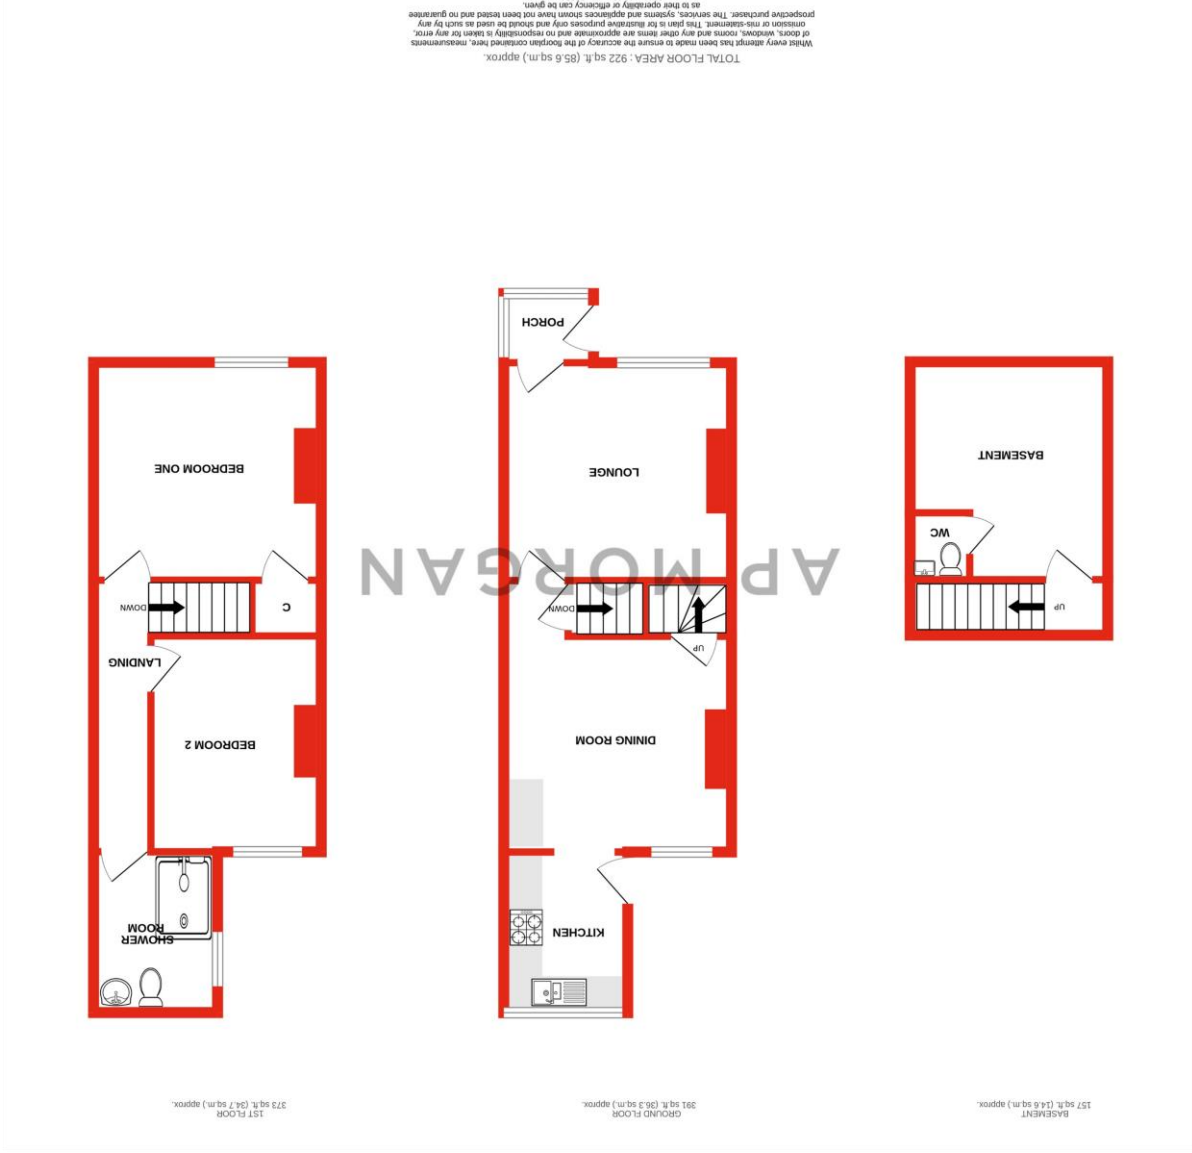 BASEMENT
157 sq.ft. (14.6 sq.m.) approx.
GROUND FLOOR
391 sq.ft. (36.3 sq.m.) approx.
1ST FLOOR
373 sq.ft. (34.7 sq.m.) approx.
KITCHEN
SHOWER
ROOM
DINING ROOM
BEDROOM 2
UP
LANDING
UP
DOWN
C
DOWN
AP MORGAN
WC
BASEMENT
LOUNGE
BEDROOM ONE
PORCH
TOTAL FLOOR AREA : 922 sq.ft. (85.6 sq.m.) approx.
Whilst every attempt has been made to ensure the accuracy of the floorplan contained here, measurements
of doors, windows, rooms and any other items are approximate and no responsibility is taken for any error,
omission or mis-statement. This plan is for illustrative purposes only and should be used as such by any
prospective purchaser. The services, systems and appliances shown have not been tested and no guarantee
as to their operability or efficiency can be given.